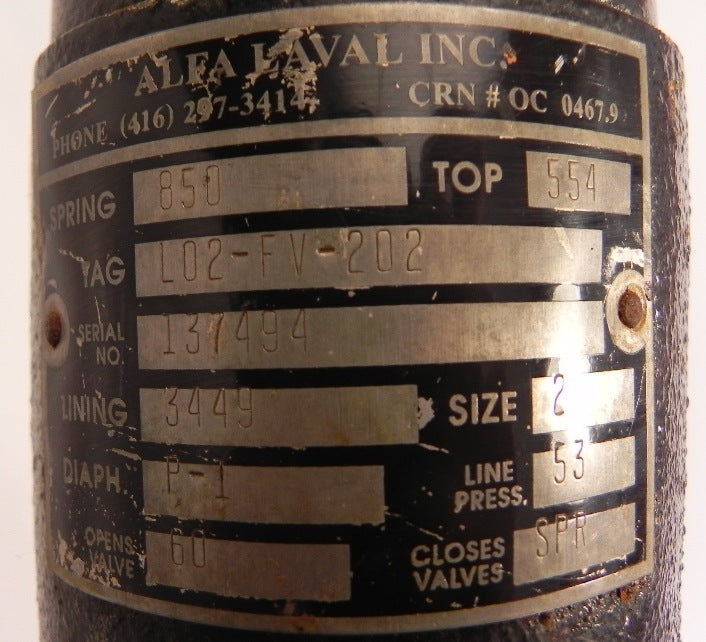 ALFA LAVAL INC.
PHONE (416) 297-3414 CRN # OC 0467.9
SPRING 850 TOP 554
TAG L02-FV-202
SERIAL NO. 137494
LINING 3449 SIZE 2
DIAPH. P-1 LINE PRESS. 53
OPENS VALVE 60 CLOSES VALVES SPR